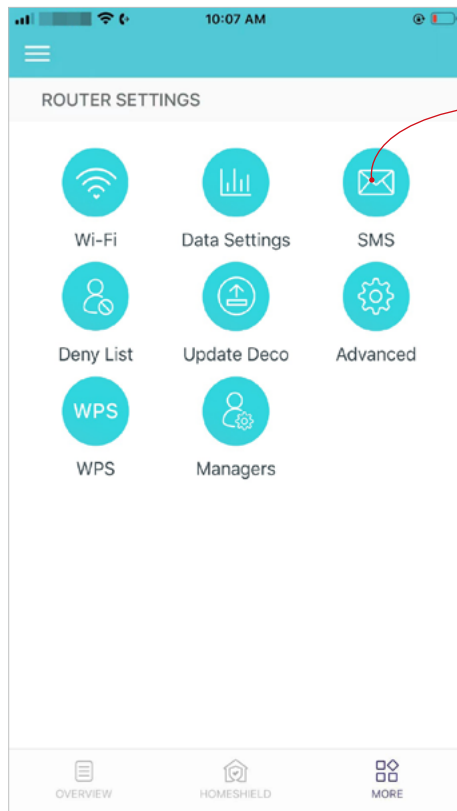 10:07 AM
ROUTER SETTINGS
Wi-Fi Data Settings SMS
Deny List Update Deco Advanced
WPS
WPS Managers
OVERVIEW HOMESHIELD MORE